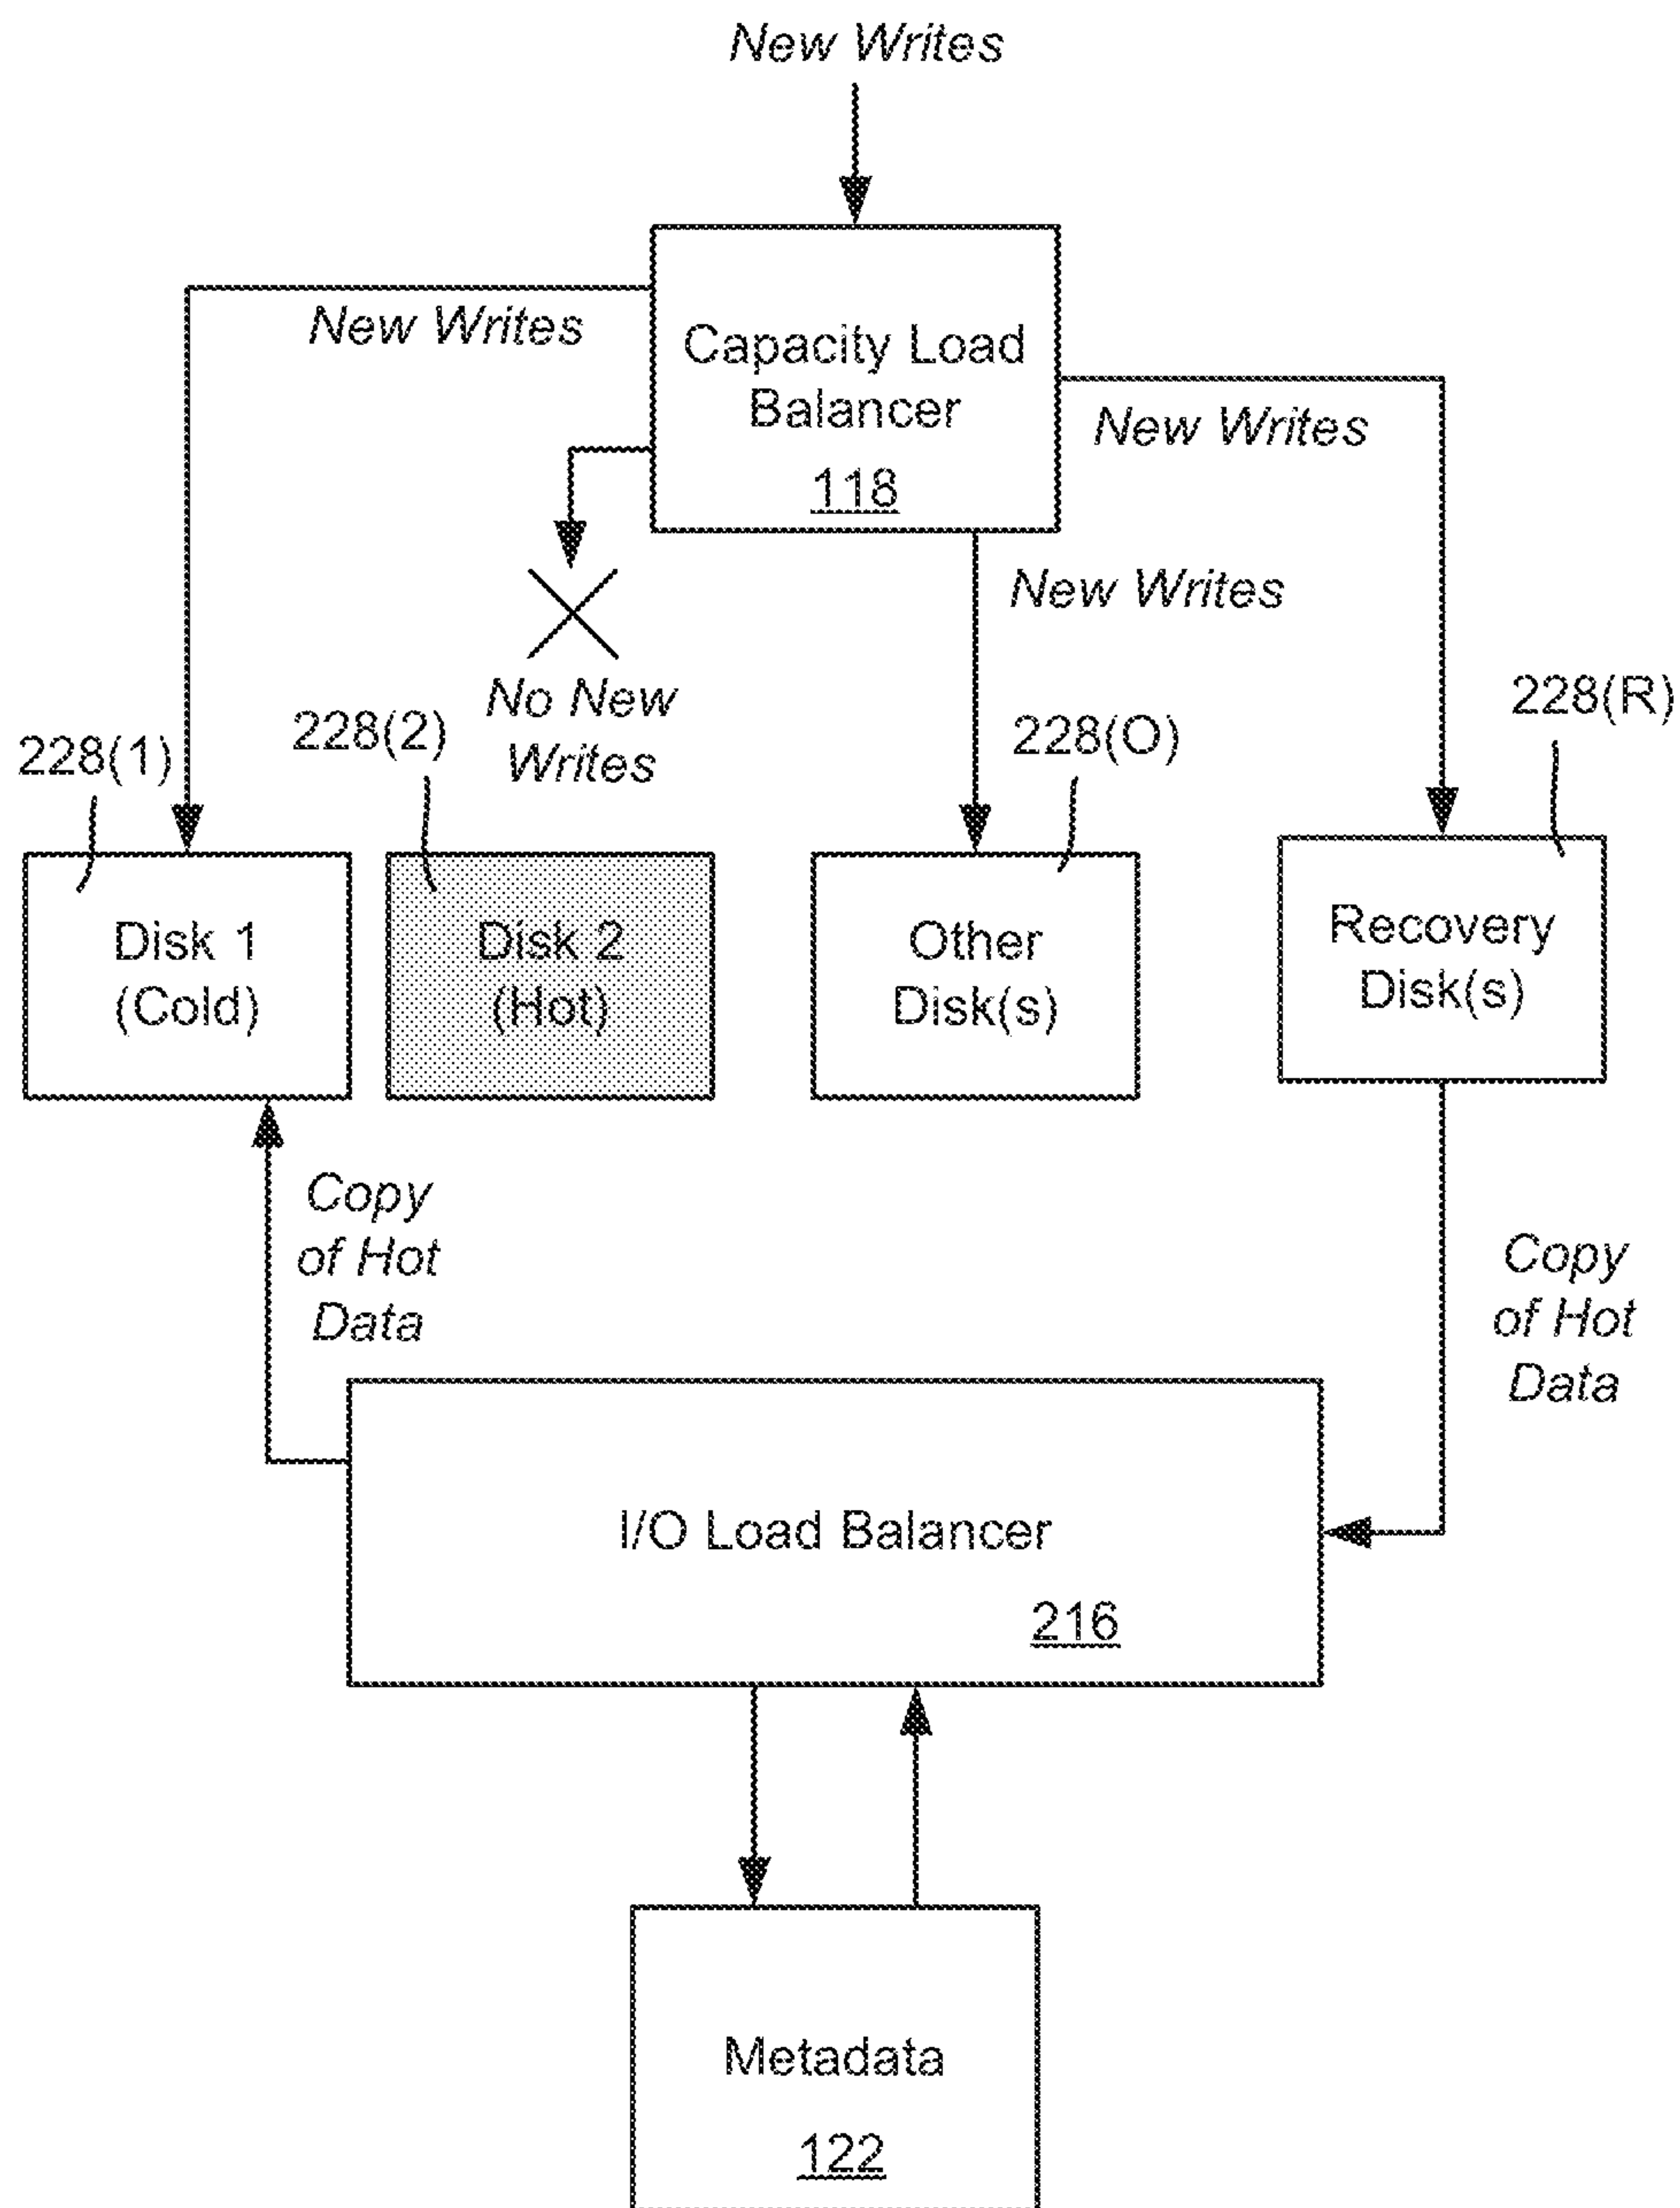 New Writes
New Writes
Capacity Load
Balancer
118
New Writes
New Writes
No New
Writes
228(1)
228(2)
228(O)
228(R)
Disk 1
(Cold)
Disk 2
(Hot)
Other
Disk(s)
Recovery
Disk(s)
Copy
of Hot
Data
Copy
of Hot
Data
I/O Load Balancer
216
Metadata
122